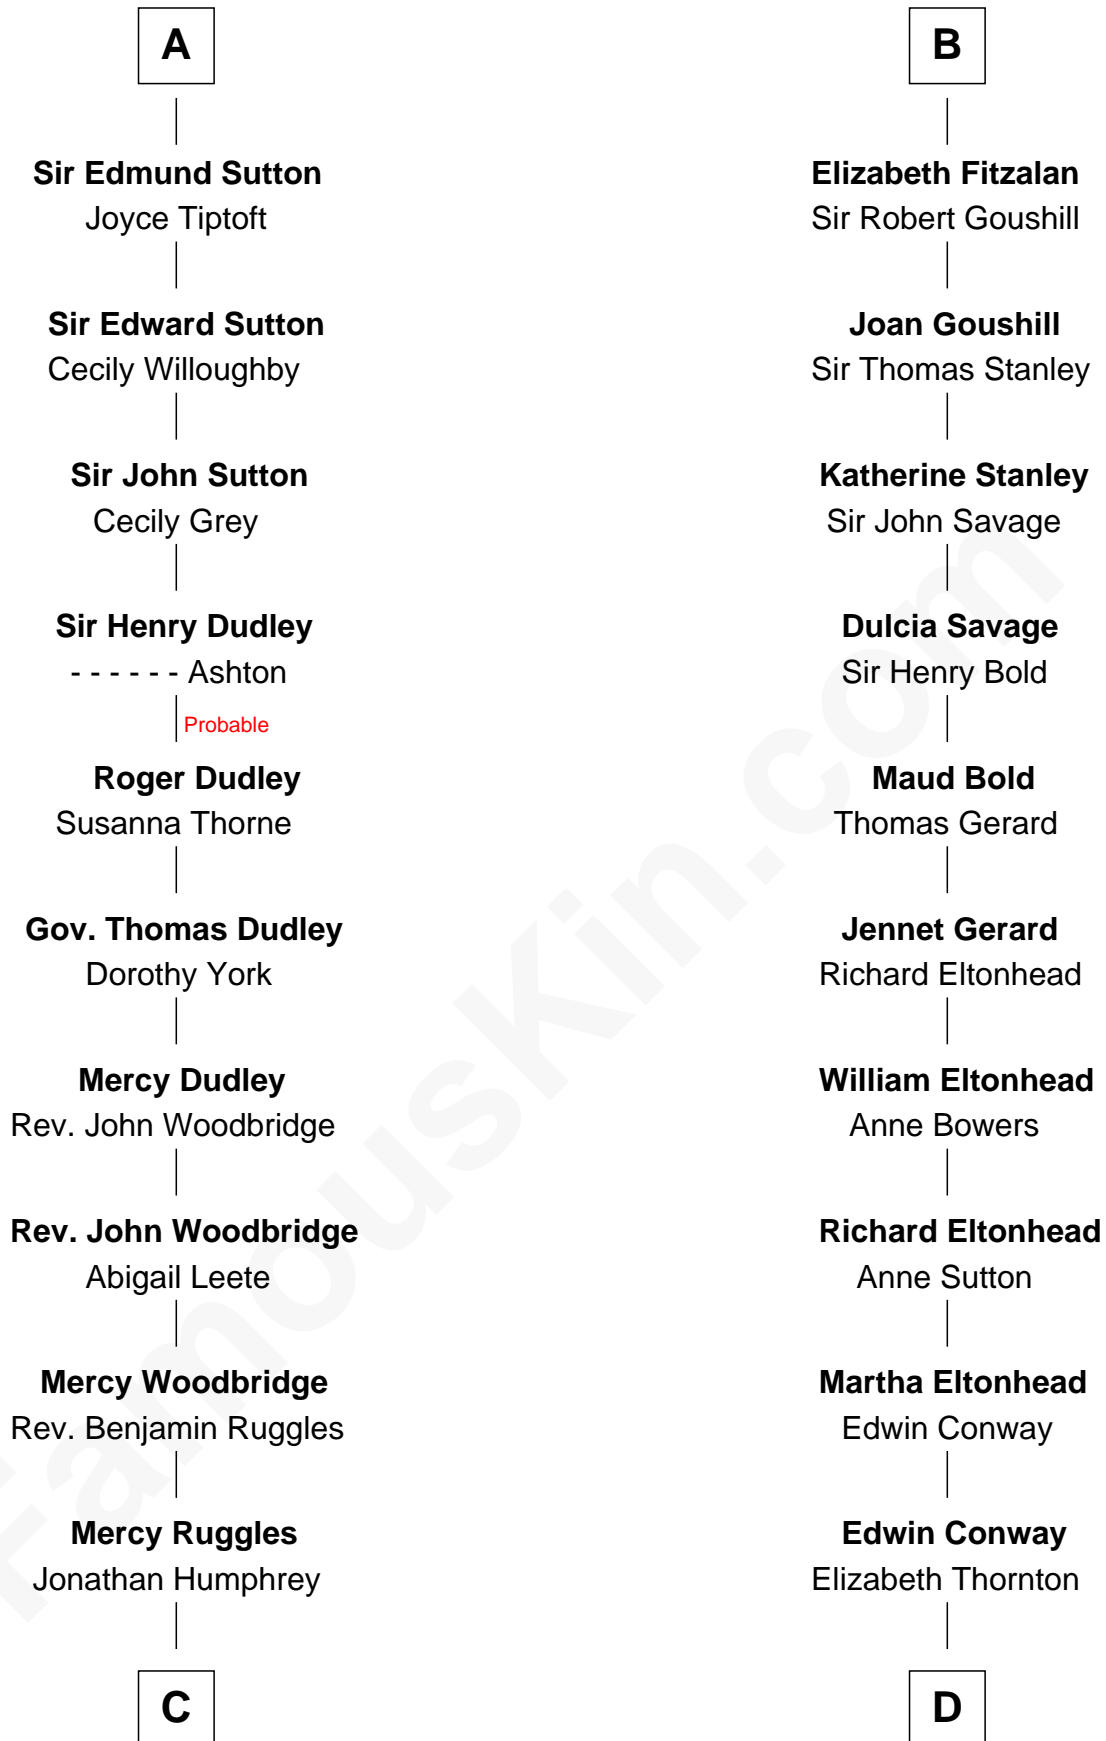 A
Sir Edmund Sutton
Joyce Tiptoft
Sir Edward Sutton
Cecily Willoughby
Sir John Sutton
Cecily Grey
Sir Henry Dudley
- - - - - - Ashton
Probable
Roger Dudley
Susanna Thorne
Gov. Thomas Dudley
Dorothy York
Mercy Dudley
Rev. John Woodbridge
Rev. John Woodbridge
Abigail Leete
Mercy Woodbridge
Rev. Benjamin Ruggles
Mercy Ruggles
Jonathan Humphrey
C
B
Elizabeth Fitzalan
Sir Robert Goushill
Joan Goushill
Sir Thomas Stanley
Katherine Stanley
Sir John Savage
Dulcia Savage
Sir Henry Bold
Maud Bold
Thomas Gerard
Jennet Gerard
Richard Eltonhead
William Eltonhead
Anne Bowers
Richard Eltonhead
Anne Sutton
Martha Eltonhead
Edwin Conway
Edwin Conway
Elizabeth Thornton
D
FamousKin.com